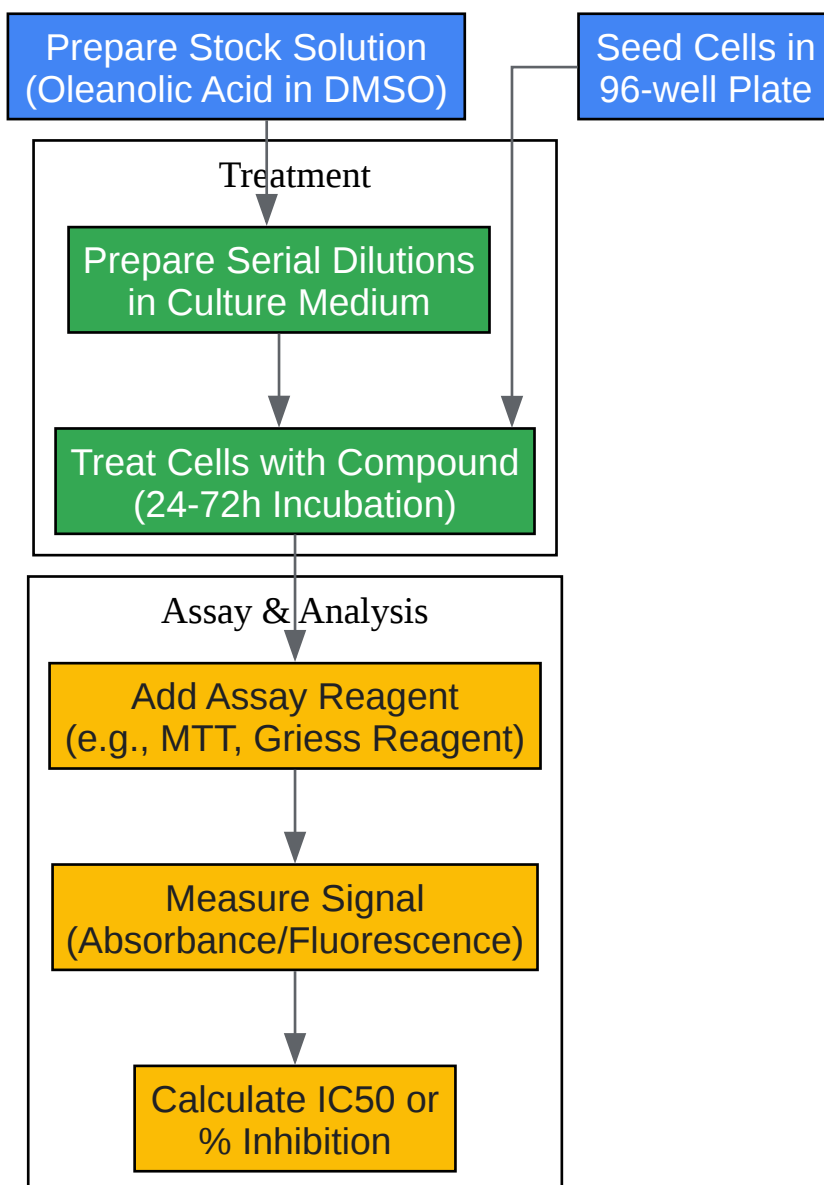 Prepare Stock Solution
(Oleanolic Acid in DMSO)
Seed Cells in
96-well Plate
Treatment
Prepare Serial Dilutions
in Culture Medium
Treat Cells with Compound
(24-72h Incubation)
Assay & Analysis
Add Assay Reagent
(e.g., MTT, Griess Reagent)
Measure Signal
(Absorbance/Fluorescence)
Calculate IC50 or
% Inhibition